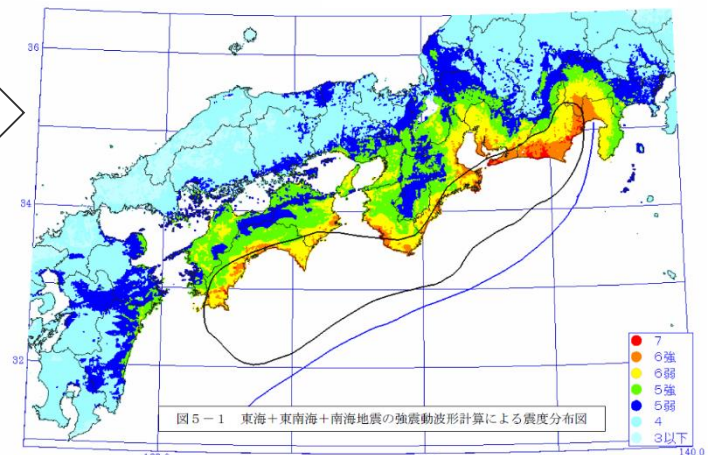 36
34
32
7
6強
6弱
5強
5弱
4
3以下
図5-1 東海+東南海+南海地震の強震動波形計算による震度分布図
140.0